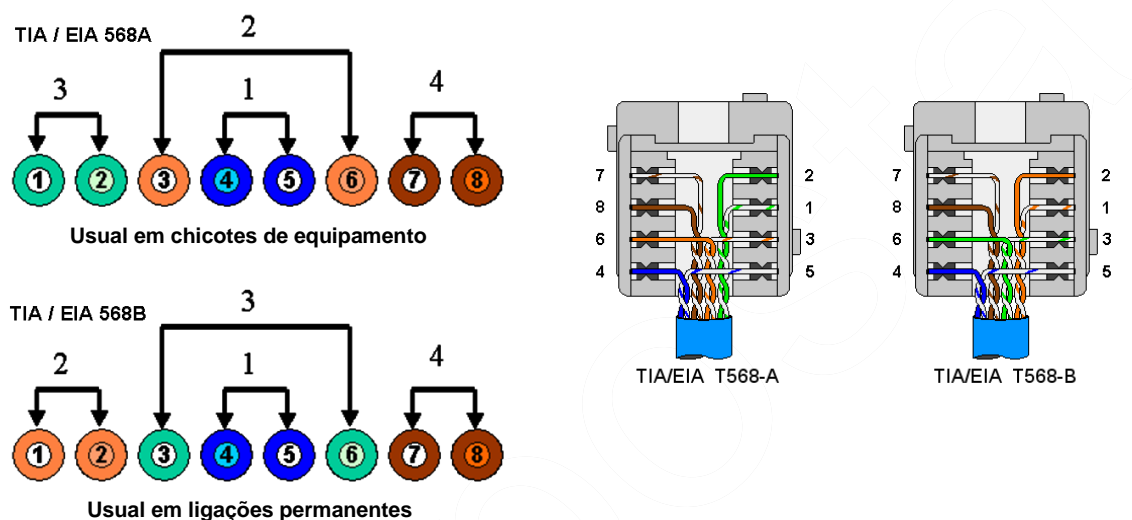 TIA / EIA 568A
2
3
1
4
1 2 3 4 5 6 7 8
Usual em chicotes de equipamento
TIA / EIA 568B
3
2
1
4
1 2 3 4 5 6 7 8
Usual em ligações permanentes
7 2
8 1
6 3
4 5
TIA/EIA T568-A
7 2
8 1
6 3
4 5
TIA/EIA T568-B